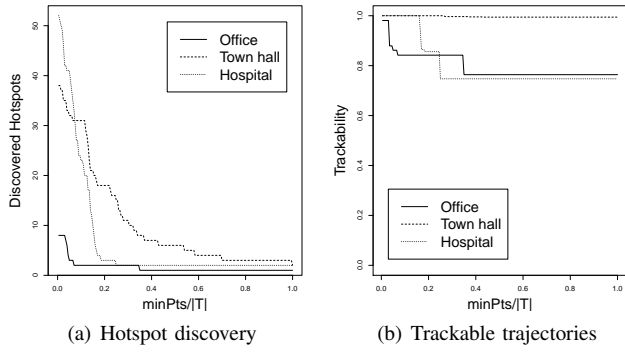 Discovered Hotspots
50
40
30
20
10
0
Office
Town hall
Hospital
0.0 0.2 0.4 0.6 0.8 1.0
minPts/|T|
(a) Hotspot discovery
Trackability
1.0
0.8
0.6
0.4
0.2
0.0
Office
Town hall
Hospital
0.0 0.2 0.4 0.6 0.8 1.0
minPts/|T|
(b) Trackable trajectories